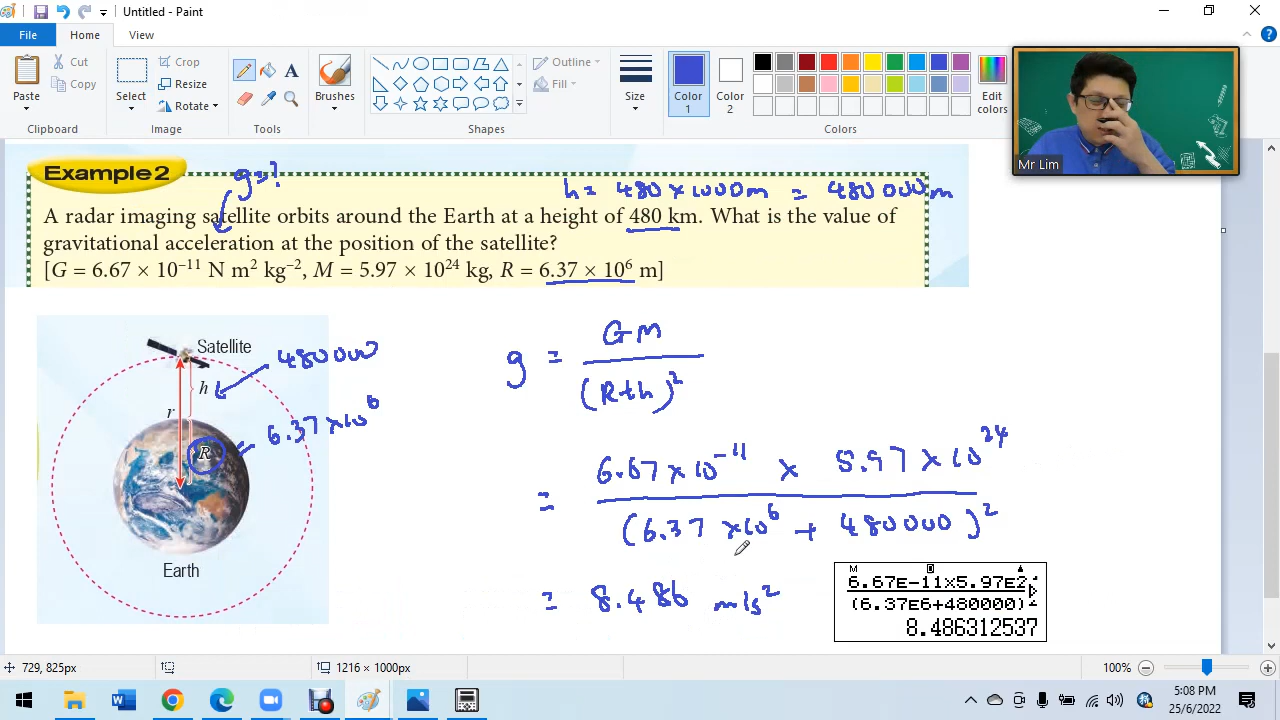 Untitled - Paint
File Home View
Paste Cut Copy Clipboard
Select Crop Resize Rotate Image
Tools
Brushes
Shapes
Outline Fill
Size
Color 1
Color 2
Colors
Edit colors
Mr Lim
Example 2
g=?
h = 480 x 1000m = 480 000 m
A radar imaging satellite orbits around the Earth at a height of 480 km. What is the value of
gravitational acceleration at the position of the satellite?
[G = 6.67 × 10⁻¹¹ N m² kg⁻², M = 5.97 × 10²⁴ kg, R = 6.37 × 10⁶ m]
Satellite
480 000
h
r
R = 6.37 x 10⁶
Earth
g = GM
(R+h)²
= 6.67 x 10⁻¹¹ x 5.97 x 10²⁴
(6.37 x 10⁶ + 480000)²
= 8.486 m/s²
M D
6.67E-11×5.97E2
(6.37E6+480000)
8.486312537
729, 825px
1216 × 1000px
100%
5:08 PM
25/6/2022